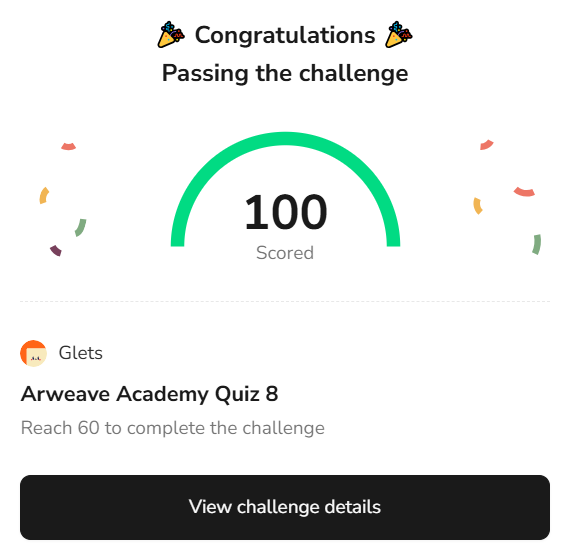 🎉 Congratulations 🎉
Passing the challenge
100
Scored
Glets
Arweave Academy Quiz 8
Reach 60 to complete the challenge
View challenge details